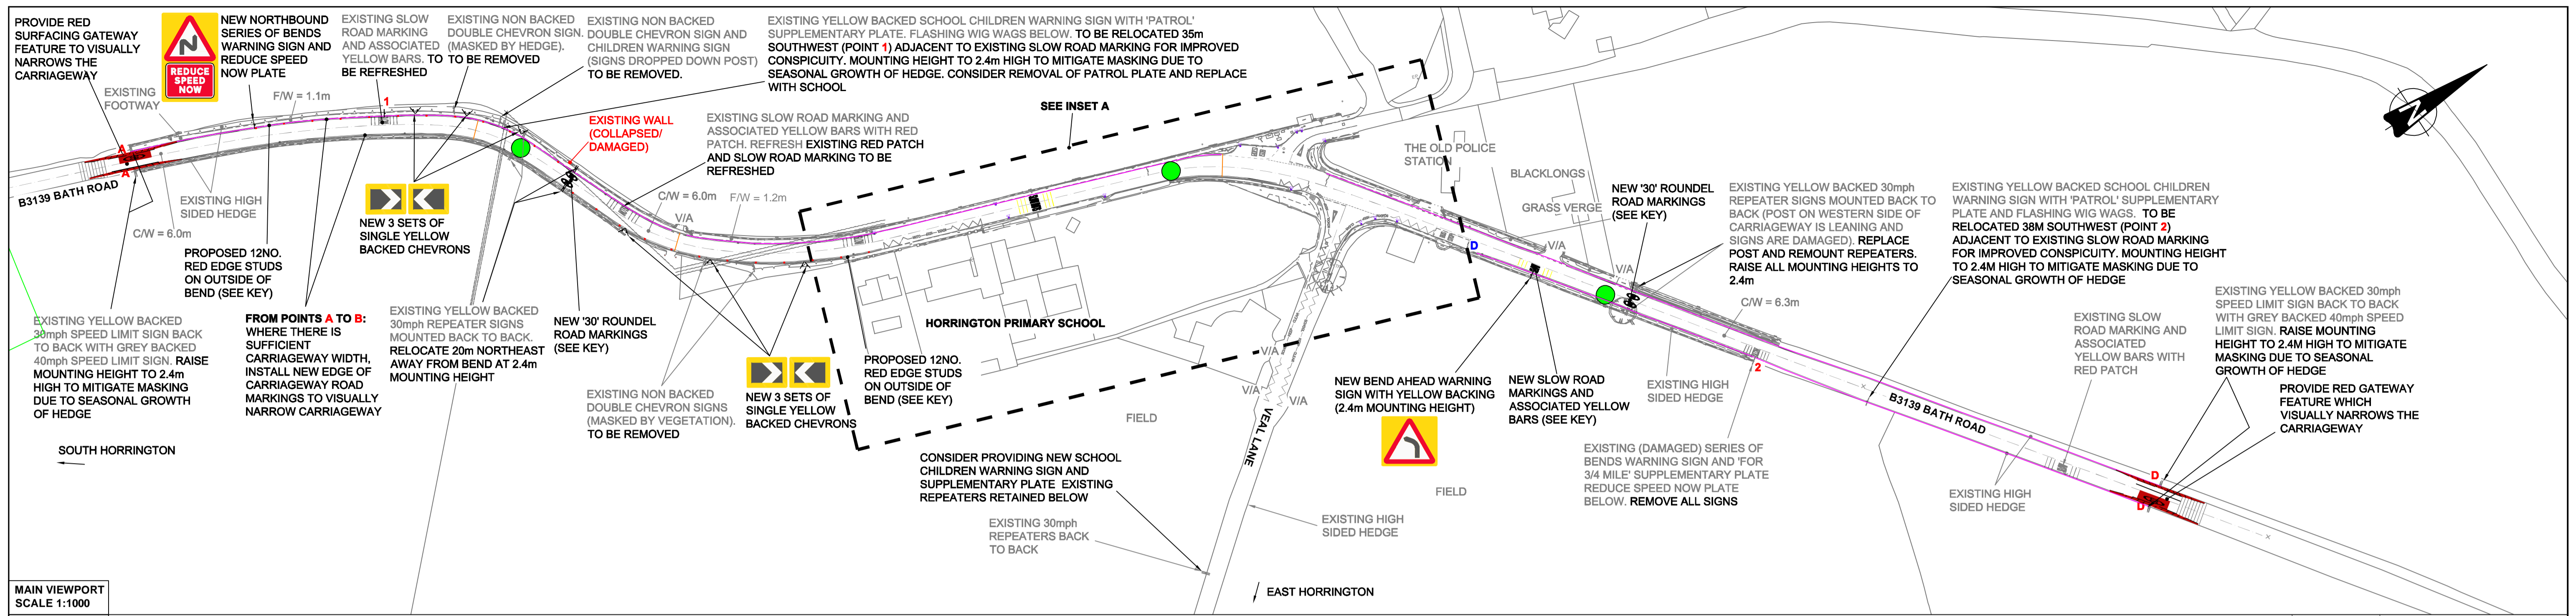 PROVIDE RED
SURFACING GATEWAY
FEATURE TO VISUALLY
NARROWS THE
CARRIAGEWAY
REDUCE
SPEED
NOW
NEW NORTHBOUND
SERIES OF BENDS
WARNING SIGN AND
REDUCE SPEED
NOW PLATE
EXISTING SLOW
ROAD MARKING
AND ASSOCIATED
YELLOW BARS. TO
BE REFRESHED
EXISTING NON BACKED
DOUBLE CHEVRON SIGN.
(MASKED BY HEDGE).
TO BE REMOVED
EXISTING NON BACKED
DOUBLE CHEVRON SIGN AND
CHILDREN WARNING SIGN
(SIGNS DROPPED DOWN POST)
TO BE REMOVED.
EXISTING YELLOW BACKED SCHOOL CHILDREN WARNING SIGN WITH 'PATROL'
SUPPLEMENTARY PLATE. FLASHING WIG WAGS BELOW. TO BE RELOCATED 35m
SOUTHWEST (POINT 1) ADJACENT TO EXISTING SLOW ROAD MARKING FOR IMPROVED
CONSPICUITY. MOUNTING HEIGHT TO 2.4m HIGH TO MITIGATE MASKING DUE TO
SEASONAL GROWTH OF HEDGE. CONSIDER REMOVAL OF PATROL PLATE AND REPLACE
WITH SCHOOL
EXISTING
FOOTWAY
F/W = 1.1m
1
SEE INSET A
N
EXISTING WALL
(COLLAPSED/
DAMAGED)
EXISTING SLOW ROAD MARKING AND
ASSOCIATED YELLOW BARS WITH RED
PATCH. REFRESH EXISTING RED PATCH
AND SLOW ROAD MARKING TO BE
REFRESHED
A
A
B3139 BATH ROAD
EXISTING HIGH
SIDED HEDGE
C/W = 6.0m
NEW 3 SETS OF
SINGLE YELLOW
BACKED CHEVRONS
C/W = 6.0m
F/W = 1.2m
V/A
THE OLD POLICE
STATION
BLACKLONGS
GRASS VERGE
NEW '30' ROUNDEL
ROAD MARKINGS
(SEE KEY)
EXISTING YELLOW BACKED 30mph
REPEATER SIGNS MOUNTED BACK TO
BACK (POST ON WESTERN SIDE OF
CARRIAGEWAY IS LEANING AND
SIGNS ARE DAMAGED). REPLACE
POST AND REMOUNT REPEATERS.
RAISE ALL MOUNTING HEIGHTS TO
2.4m
EXISTING YELLOW BACKED SCHOOL CHILDREN
WARNING SIGN WITH 'PATROL' SUPPLEMENTARY
PLATE AND FLASHING WIG WAGS. TO BE
RELOCATED 38M SOUTHWEST (POINT 2)
ADJACENT TO EXISTING SLOW ROAD MARKING
FOR IMPROVED CONSPICUITY. MOUNTING HEIGHT
TO 2.4M HIGH TO MITIGATE MASKING DUE TO
SEASONAL GROWTH OF HEDGE
PROPOSED 12NO.
RED EDGE STUDS
ON OUTSIDE OF
BEND (SEE KEY)
D
V/A
V/A
C/W = 6.3m
EXISTING YELLOW BACKED 30mph
SPEED LIMIT SIGN BACK TO BACK
WITH GREY BACKED 40mph SPEED
LIMIT SIGN. RAISE MOUNTING
HEIGHT TO 2.4M HIGH TO MITIGATE
MASKING DUE TO SEASONAL
GROWTH OF HEDGE
EXISTING YELLOW BACKED
30mph SPEED LIMIT SIGN BACK
TO BACK WITH GREY BACKED
40mph SPEED LIMIT SIGN. RAISE
MOUNTING HEIGHT TO 2.4m
HIGH TO MITIGATE MASKING
DUE TO SEASONAL GROWTH
OF HEDGE
FROM POINTS A TO B:
WHERE THERE IS
SUFFICIENT
CARRIAGEWAY WIDTH,
INSTALL NEW EDGE OF
CARRIAGEWAY ROAD
MARKINGS TO VISUALLY
NARROW CARRIAGEWAY
EXISTING YELLOW BACKED
30mph REPEATER SIGNS
MOUNTED BACK TO BACK.
RELOCATE 20m NORTHEAST
AWAY FROM BEND AT 2.4m
MOUNTING HEIGHT
NEW '30' ROUNDEL
ROAD MARKINGS
(SEE KEY)
HORRINGTON PRIMARY SCHOOL
EXISTING SLOW
ROAD MARKING AND
ASSOCIATED
YELLOW BARS WITH
RED PATCH
PROPOSED 12NO.
RED EDGE STUDS
ON OUTSIDE OF
BEND (SEE KEY)
V/A
V/A
V/A
V/A
2
NEW BEND AHEAD WARNING
SIGN WITH YELLOW BACKING
(2.4m MOUNTING HEIGHT)
NEW SLOW ROAD
MARKINGS AND
ASSOCIATED YELLOW
BARS (SEE KEY)
EXISTING HIGH
SIDED HEDGE
PROVIDE RED GATEWAY
FEATURE WHICH
VISUALLY NARROWS THE
CARRIAGEWAY
EXISTING NON BACKED
DOUBLE CHEVRON SIGNS
(MASKED BY VEGETATION).
TO BE REMOVED
NEW 3 SETS OF
SINGLE YELLOW
BACKED CHEVRONS
FIELD
VEAL LANE
B3139 BATH ROAD
SOUTH HORRINGTON
CONSIDER PROVIDING NEW SCHOOL
CHILDREN WARNING SIGN AND
SUPPLEMENTARY PLATE EXISTING
REPEATERS RETAINED BELOW
EXISTING (DAMAGED) SERIES OF
BENDS WARNING SIGN AND 'FOR
3/4 MILE' SUPPLEMENTARY PLATE
REDUCE SPEED NOW PLATE
BELOW. REMOVE ALL SIGNS
FIELD
D
D
EXISTING HIGH
SIDED HEDGE
EXISTING 30mph
REPEATERS BACK
TO BACK
EXISTING HIGH
SIDED HEDGE
EAST HORRINGTON
MAIN VIEWPORT
SCALE 1:1000